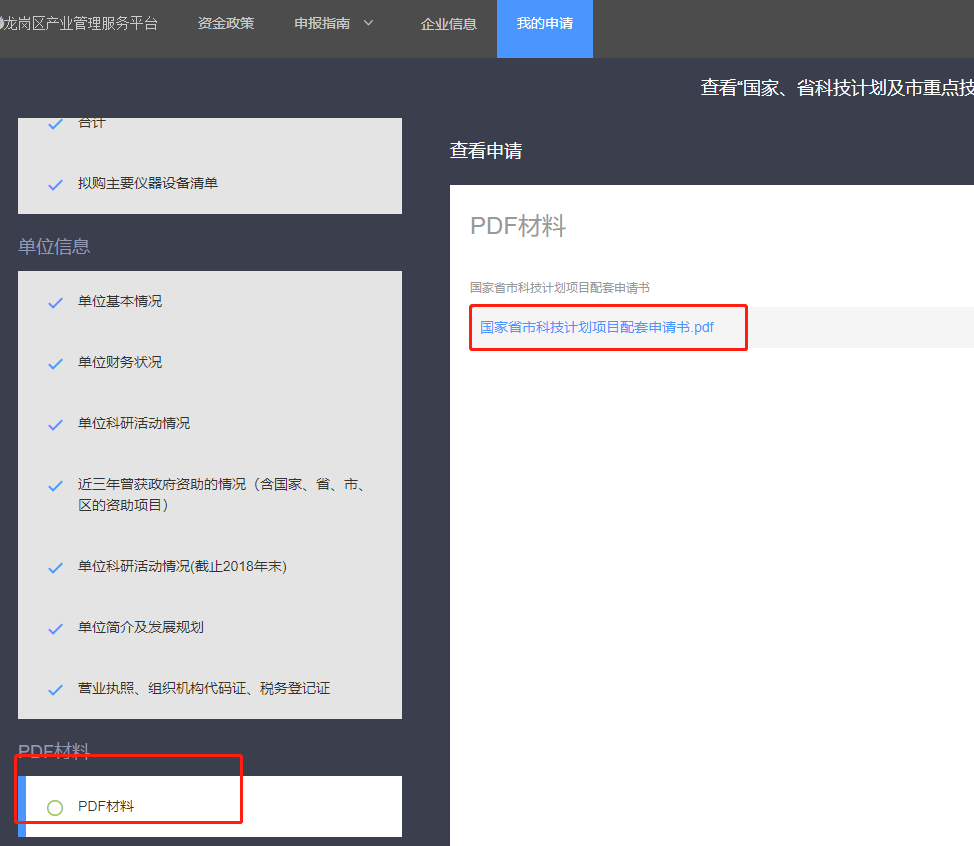 龙岗区产业管理服务平台
资金政策
申报指南
企业信息
我的申请
查看“国家、省科技计划及市重点技
合计
拟购主要仪器设备清单
单位信息
单位基本情况
单位财务状况
单位科研活动情况
近三年曾获政府资助的情况（含国家、省、市、
区的资助项目）
单位科研活动情况(截止2018年末)
单位简介及发展规划
营业执照、组织机构代码证、税务登记证
PDF材料
PDF材料
查看申请
PDF材料
国家省市科技计划项目配套申请书
国家省市科技计划项目配套申请书.pdf